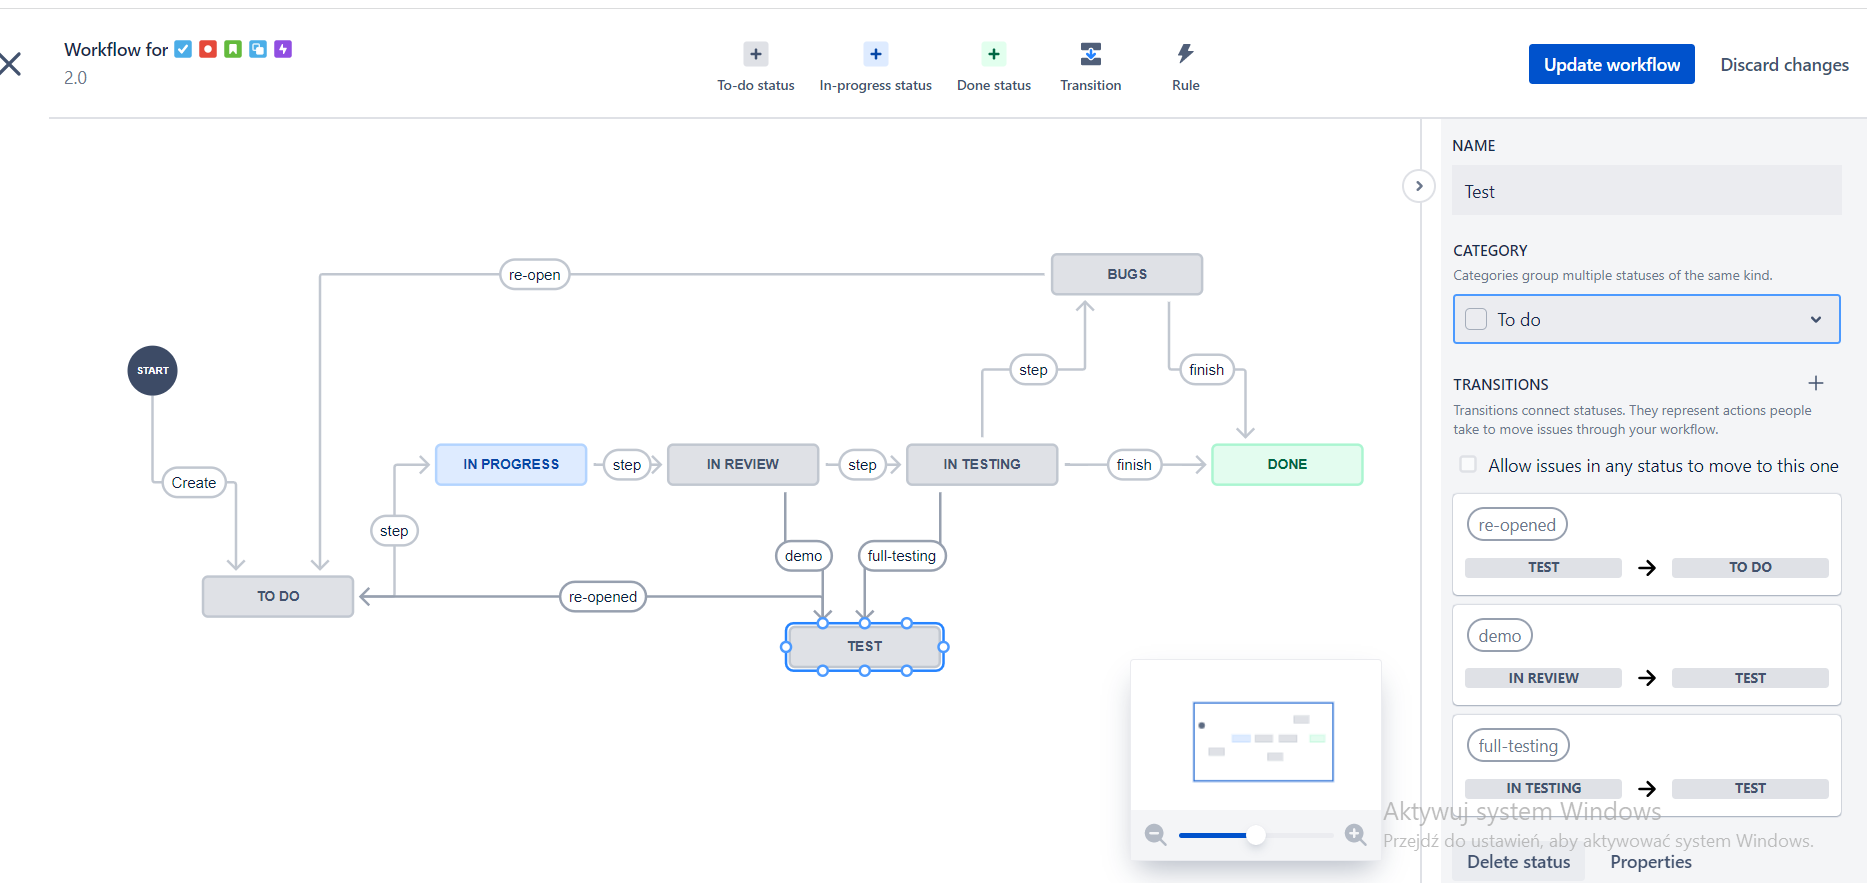 Workflow for
2.0
To-do status
In-progress status
Done status
Transition
Rule
Update workflow
Discard changes
NAME
Test
CATEGORY
Categories group multiple statuses of the same kind.
To do
TRANSITIONS
Transitions connect statuses. They represent actions people
take to move issues through your workflow.
Allow issues in any status to move to this one
re-opened
TEST
TO DO
demo
IN REVIEW
TEST
full-testing
IN TESTING
TEST
Delete status
Properties
re-open
BUGS
START
step
finish
IN PROGRESS
step
IN REVIEW
step
IN TESTING
finish
DONE
Create
step
demo
full-testing
TO DO
re-opened
TEST
Aktywuj system Windows
Przejdź do ustawień, aby aktywować system Windows.